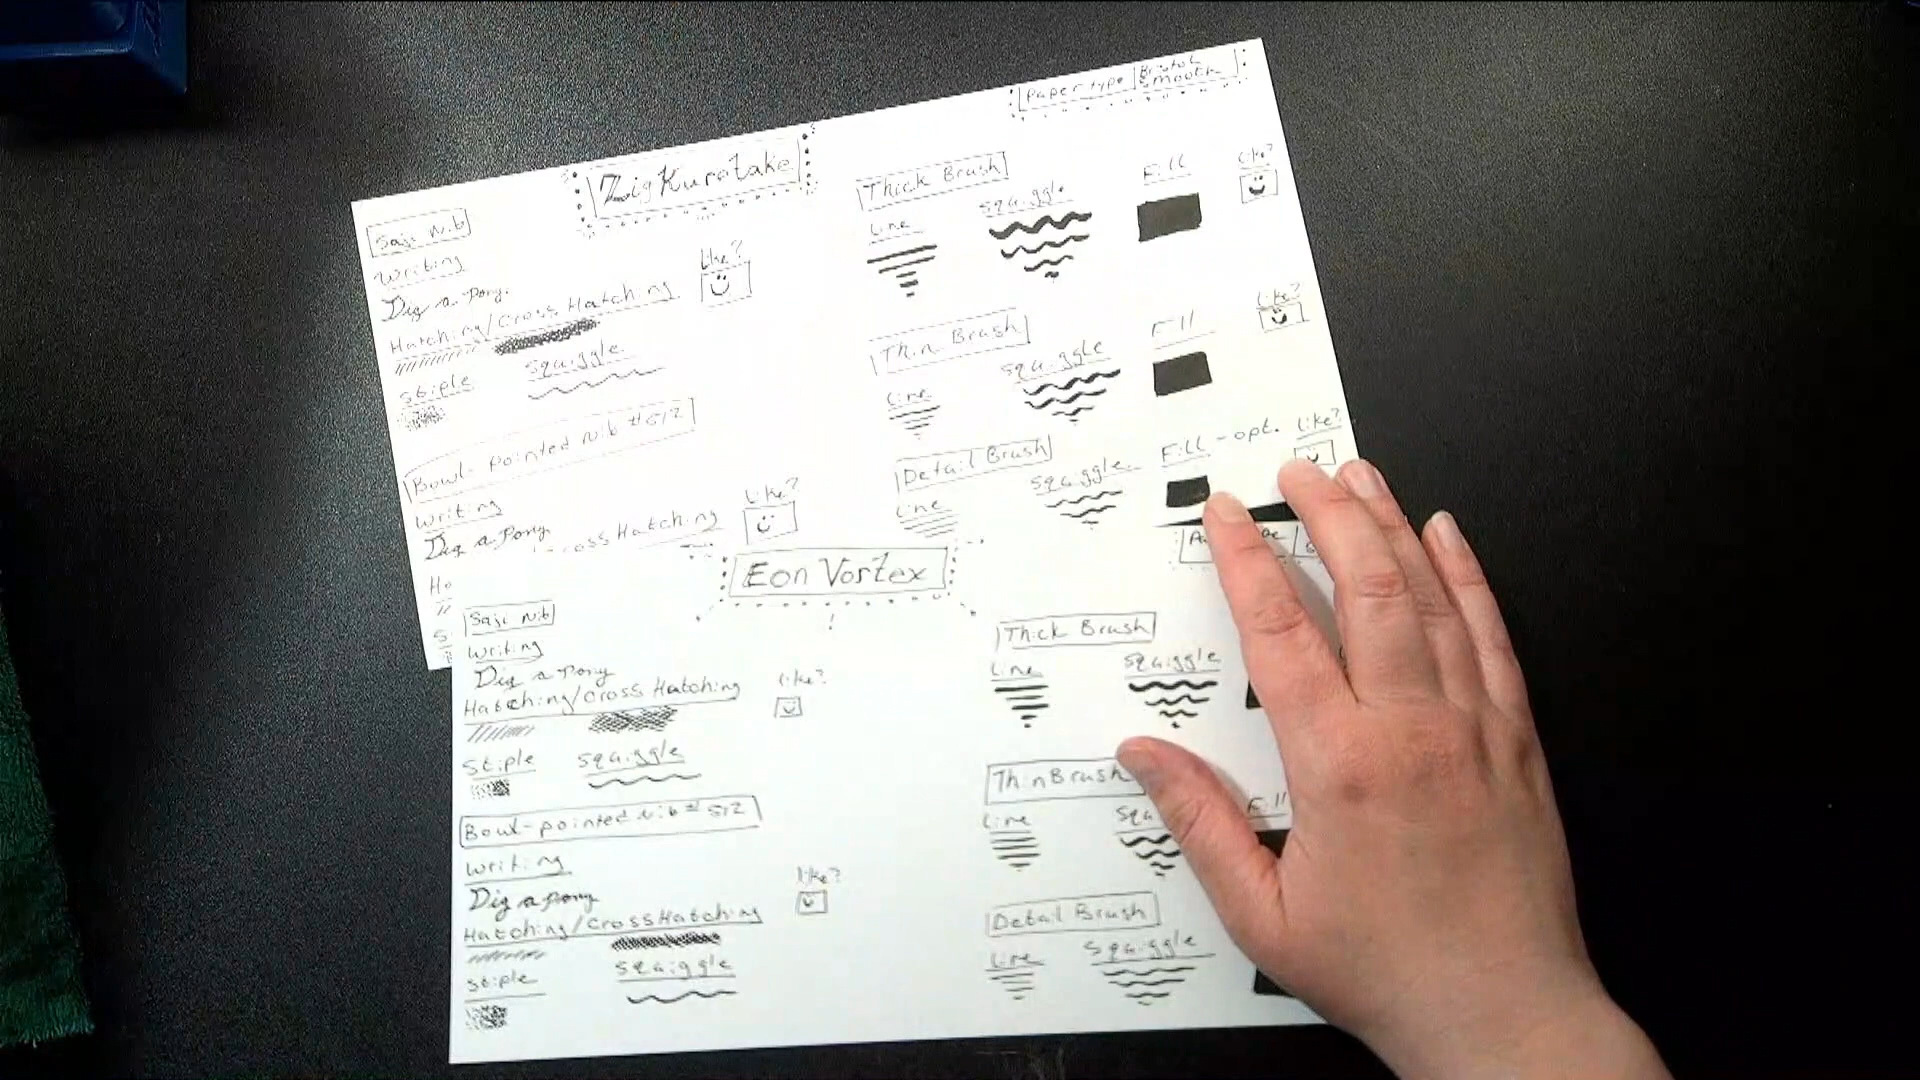 Paper type Bristol
Smooth
Zig Kuretake
Saji Nib
Writing
Dig a Pony.
Hatching/Cross Hatching
Like?
Stiple
Squiggle
Bowl-Pointed Nib #512
Writing
Dig a Pony
Cross Hatching
Like?
Thick Brush
Line
Squiggle
Fill
Like?
Thin Brush
Line
Squiggle
Fill
Like?
Detail Brush
Line
Squiggle
Fill-opt.
Like?
Eon Vortex
Saji Nib
Writing
Dig a Pony
Hatching/Cross Hatching
Like?
Stiple
Squiggle
Bowl-pointed Nib #512
Writing
Dig a Pony
Hatching/Cross Hatching
Like?
Stiple
Squiggle
Thick Brush
Line
Squiggle
Thin Brush
Line
Fill
Detail Brush
Line
Squiggle